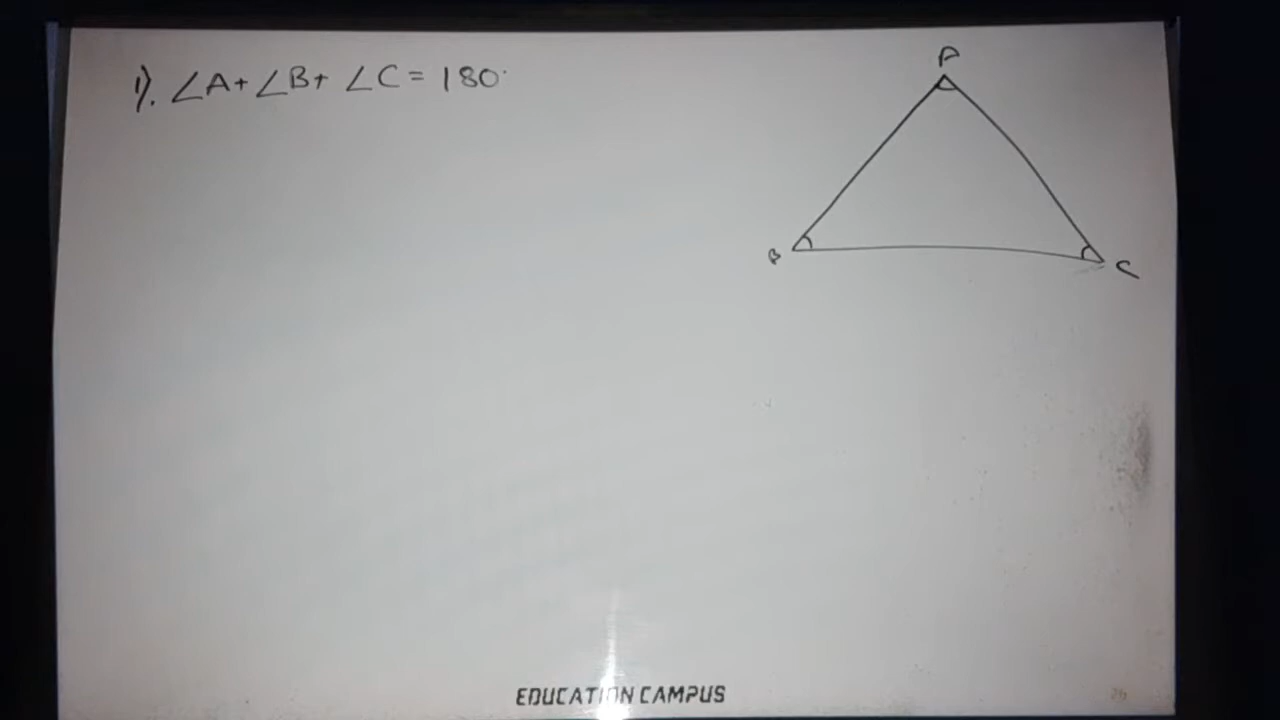 1). ∠A+ ∠B+ ∠C = 180°
A
B
C
EDUCATION CAMPUS